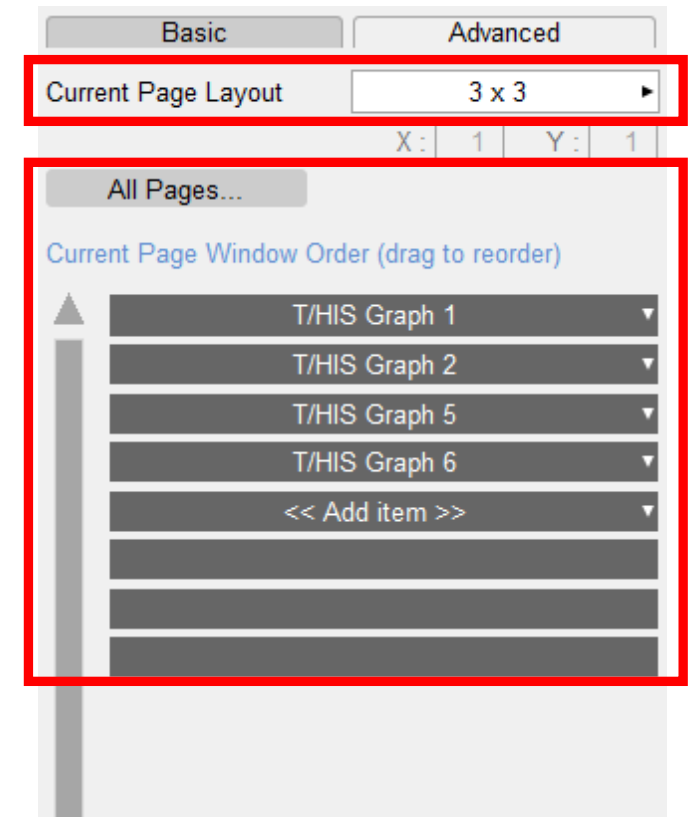 Basic Advanced
Current Page Layout 3 x 3
X : 1 Y : 1
All Pages...
Current Page Window Order (drag to reorder)
T/HIS Graph 1
T/HIS Graph 2
T/HIS Graph 5
T/HIS Graph 6
<< Add item >>